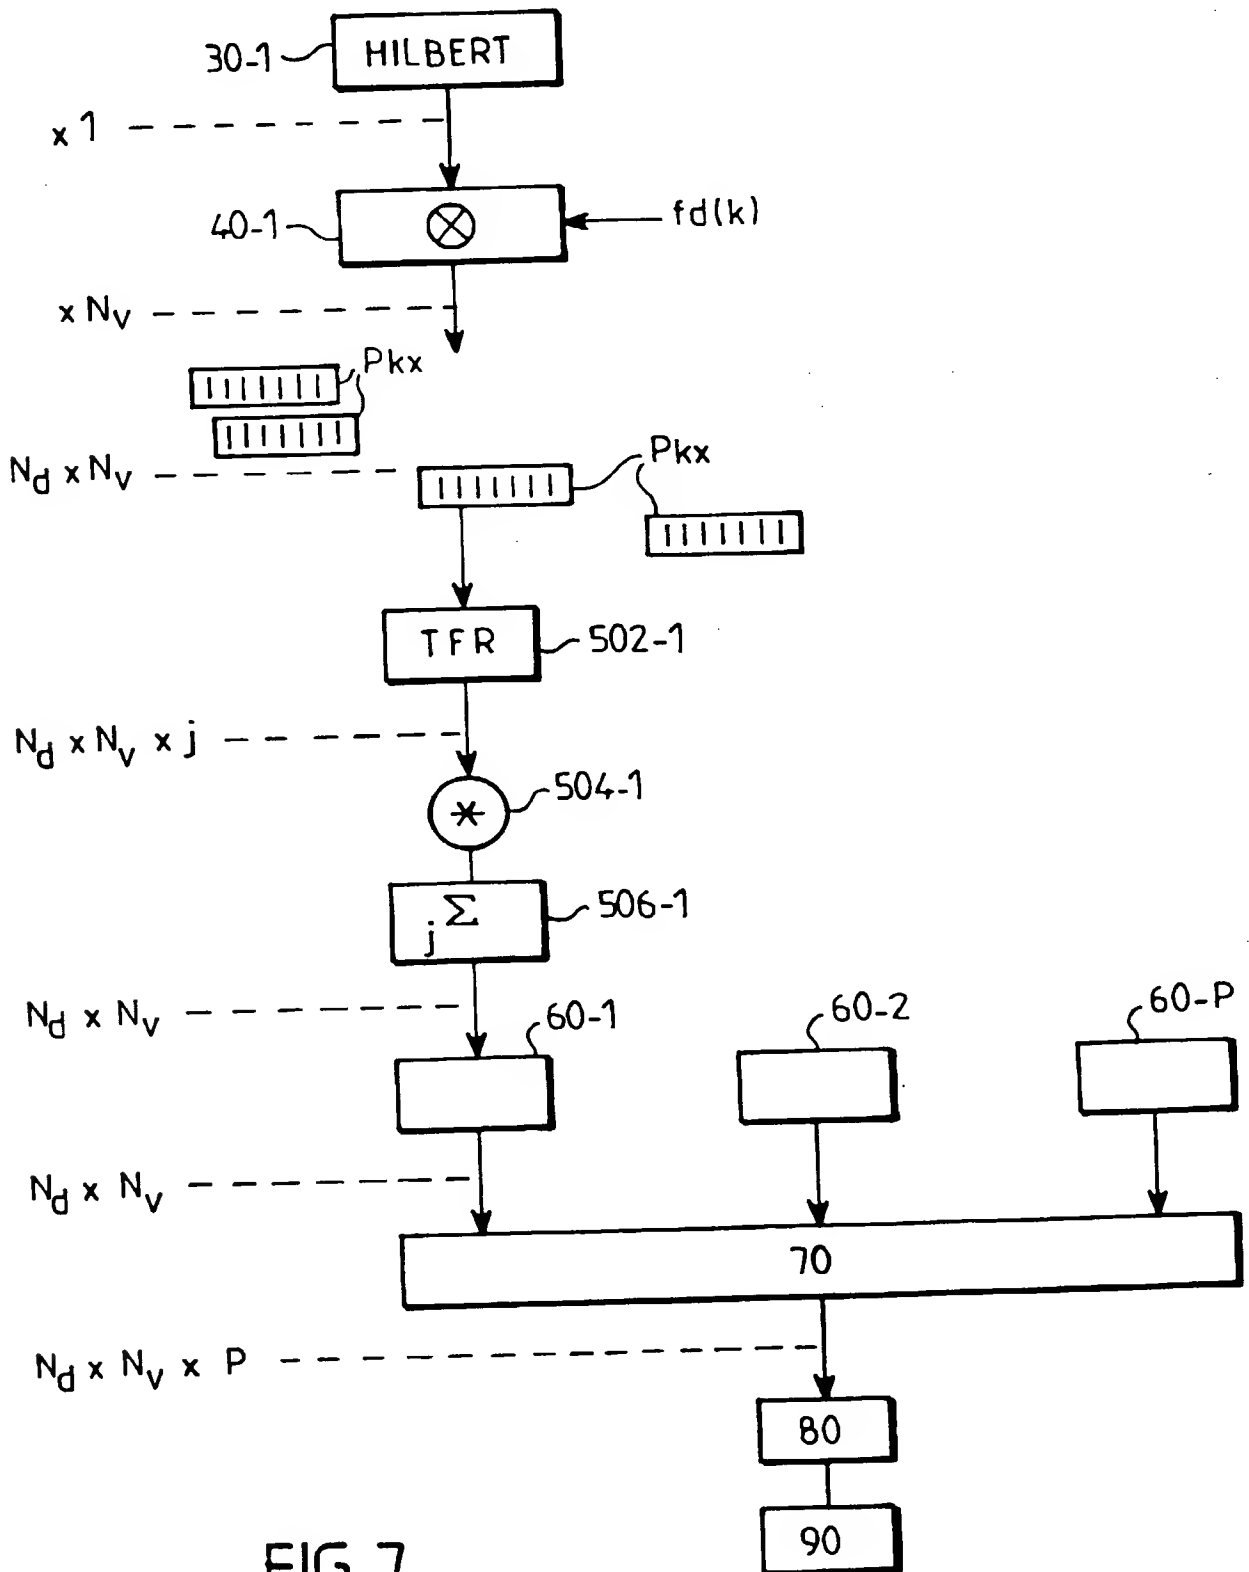 30-1 HILBERT
x 1
40-1 fd(k)
x Nv
Pkx
Nd x Nv Pkx
TFR 502-1
Nd x Nv x j
* 504-1
j Σ 506-1
Nd x Nv 60-1 60-2 60-P
Nd x Nv
70
Nd x Nv x P
80
90
FIG. 7